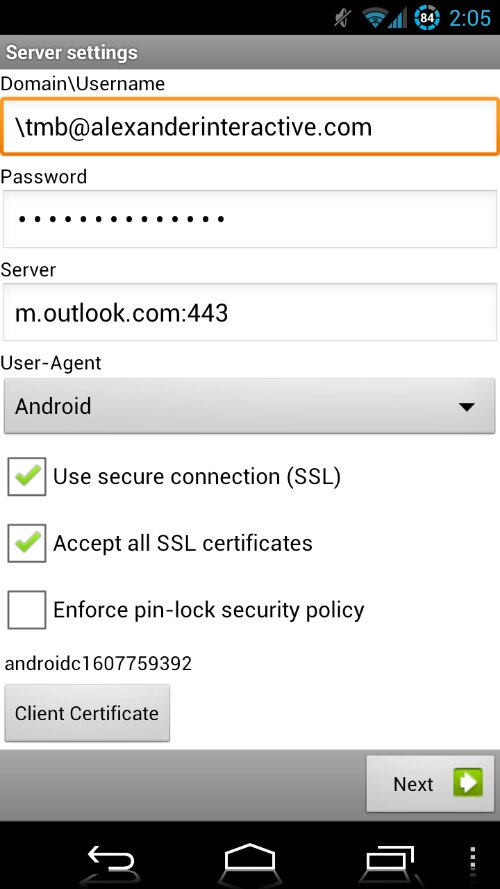 84 2:05
Server settings
Domain\Username
\tmb@alexanderinteractive.com
Password
••••••••••••••
Server
m.outlook.com:443
User-Agent
Android
Use secure connection (SSL)
Accept all SSL certificates
Enforce pin-lock security policy
androidc1607759392
Client Certificate
Next